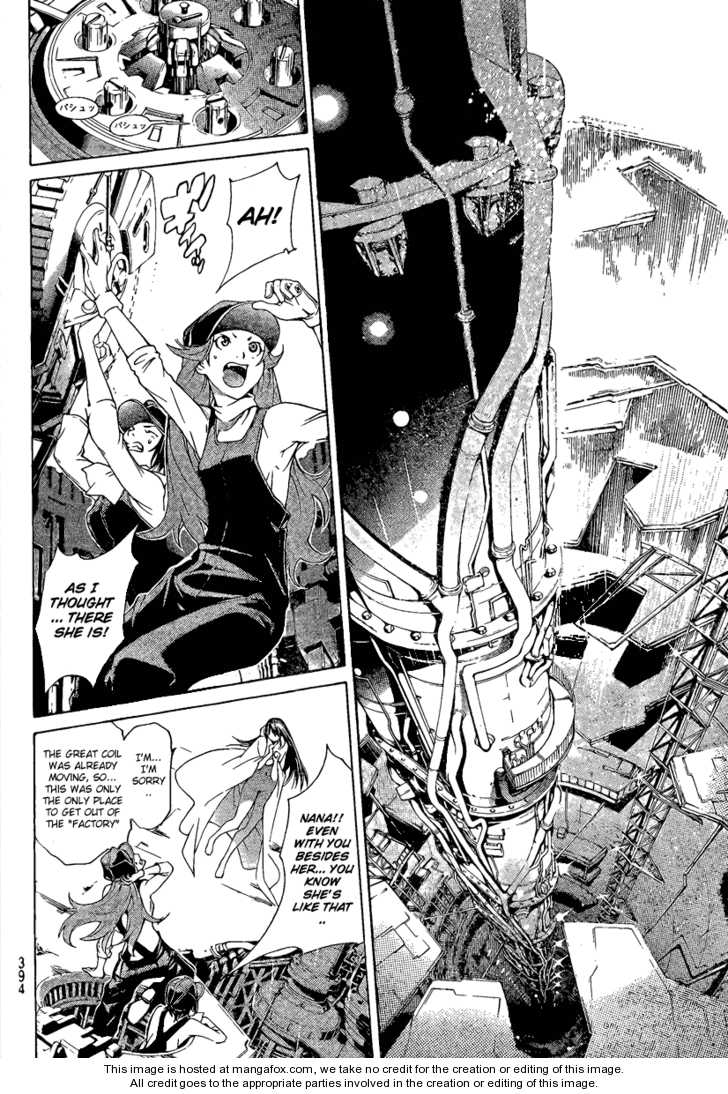 パシュッ
パシュッ
ギュッ
AH!
AS I
THOUGHT
... THERE
SHE IS!
I'M...
I'M
SORRY
..
THE GREAT COIL
WAS ALREADY
MOVING, SO...
THIS WAS ONLY
THE ONLY PLACE
TO GET OUT OF
THE "FACTORY"
NANA!!
EVEN
WITH YOU
BESIDES
HER... YOU
KNOW
SHE'S
LIKE THAT
..
394
This image is hosted at mangafox.com, we take no credit for the creation or editing of this image.
All credit goes to the appropriate parties involved in the creation or editing of this image.